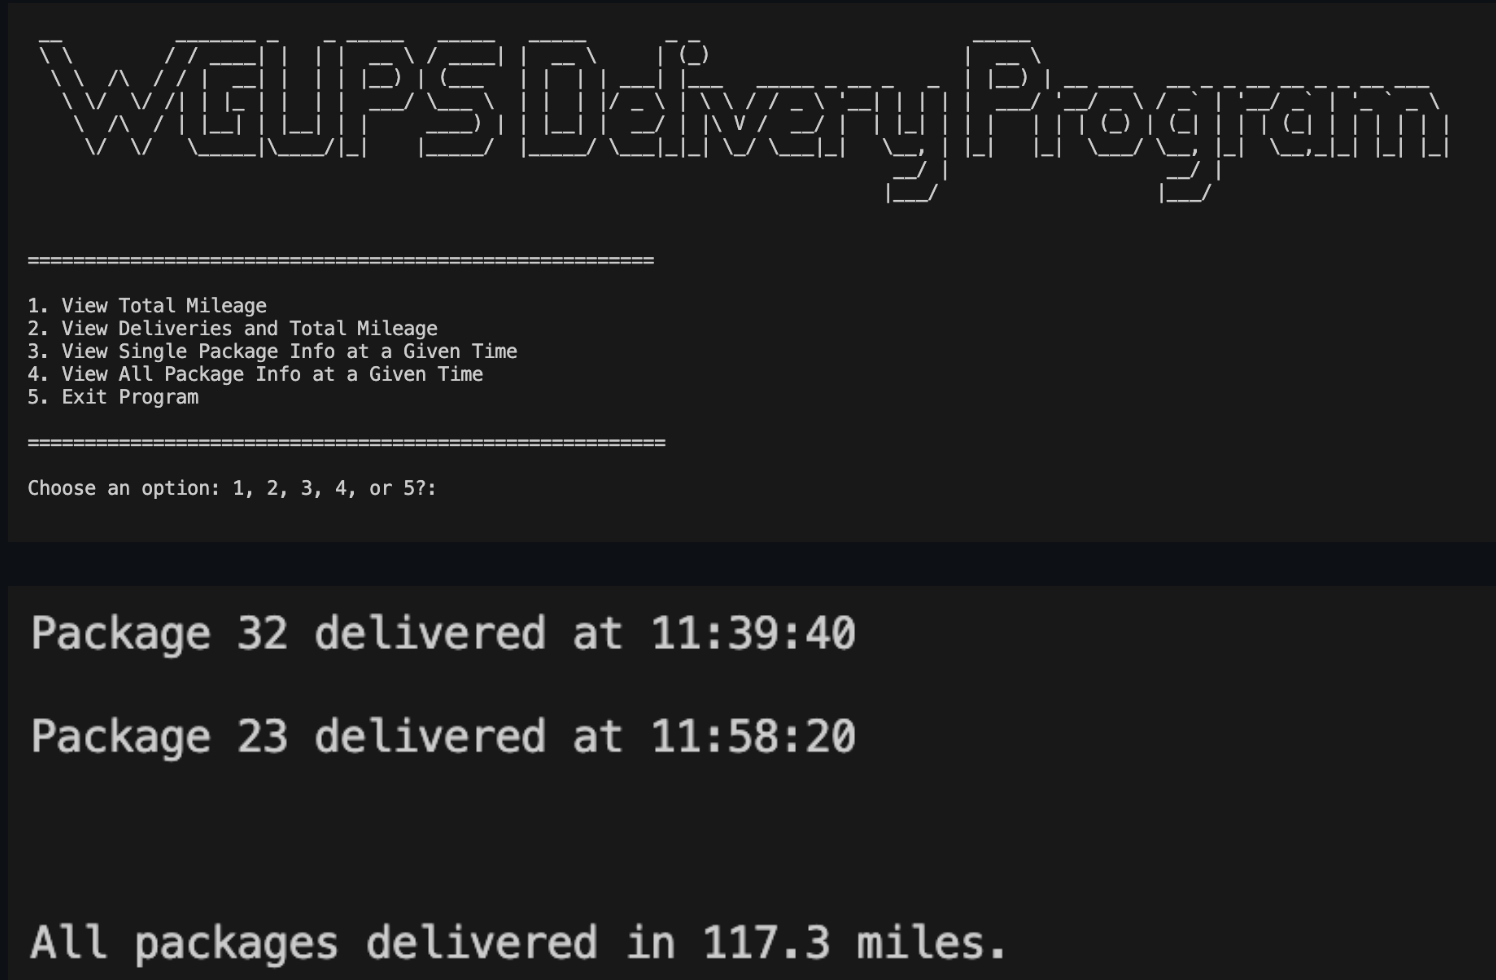 WGUPS Delivery Program
=======================================================
1. View Total Mileage
2. View Deliveries and Total Mileage
3. View Single Package Info at a Given Time
4. View All Package Info at a Given Time
5. Exit Program
========================================================
Choose an option: 1, 2, 3, 4, or 5?:
Package 32 delivered at 11:39:40
Package 23 delivered at 11:58:20
All packages delivered in 117.3 miles.